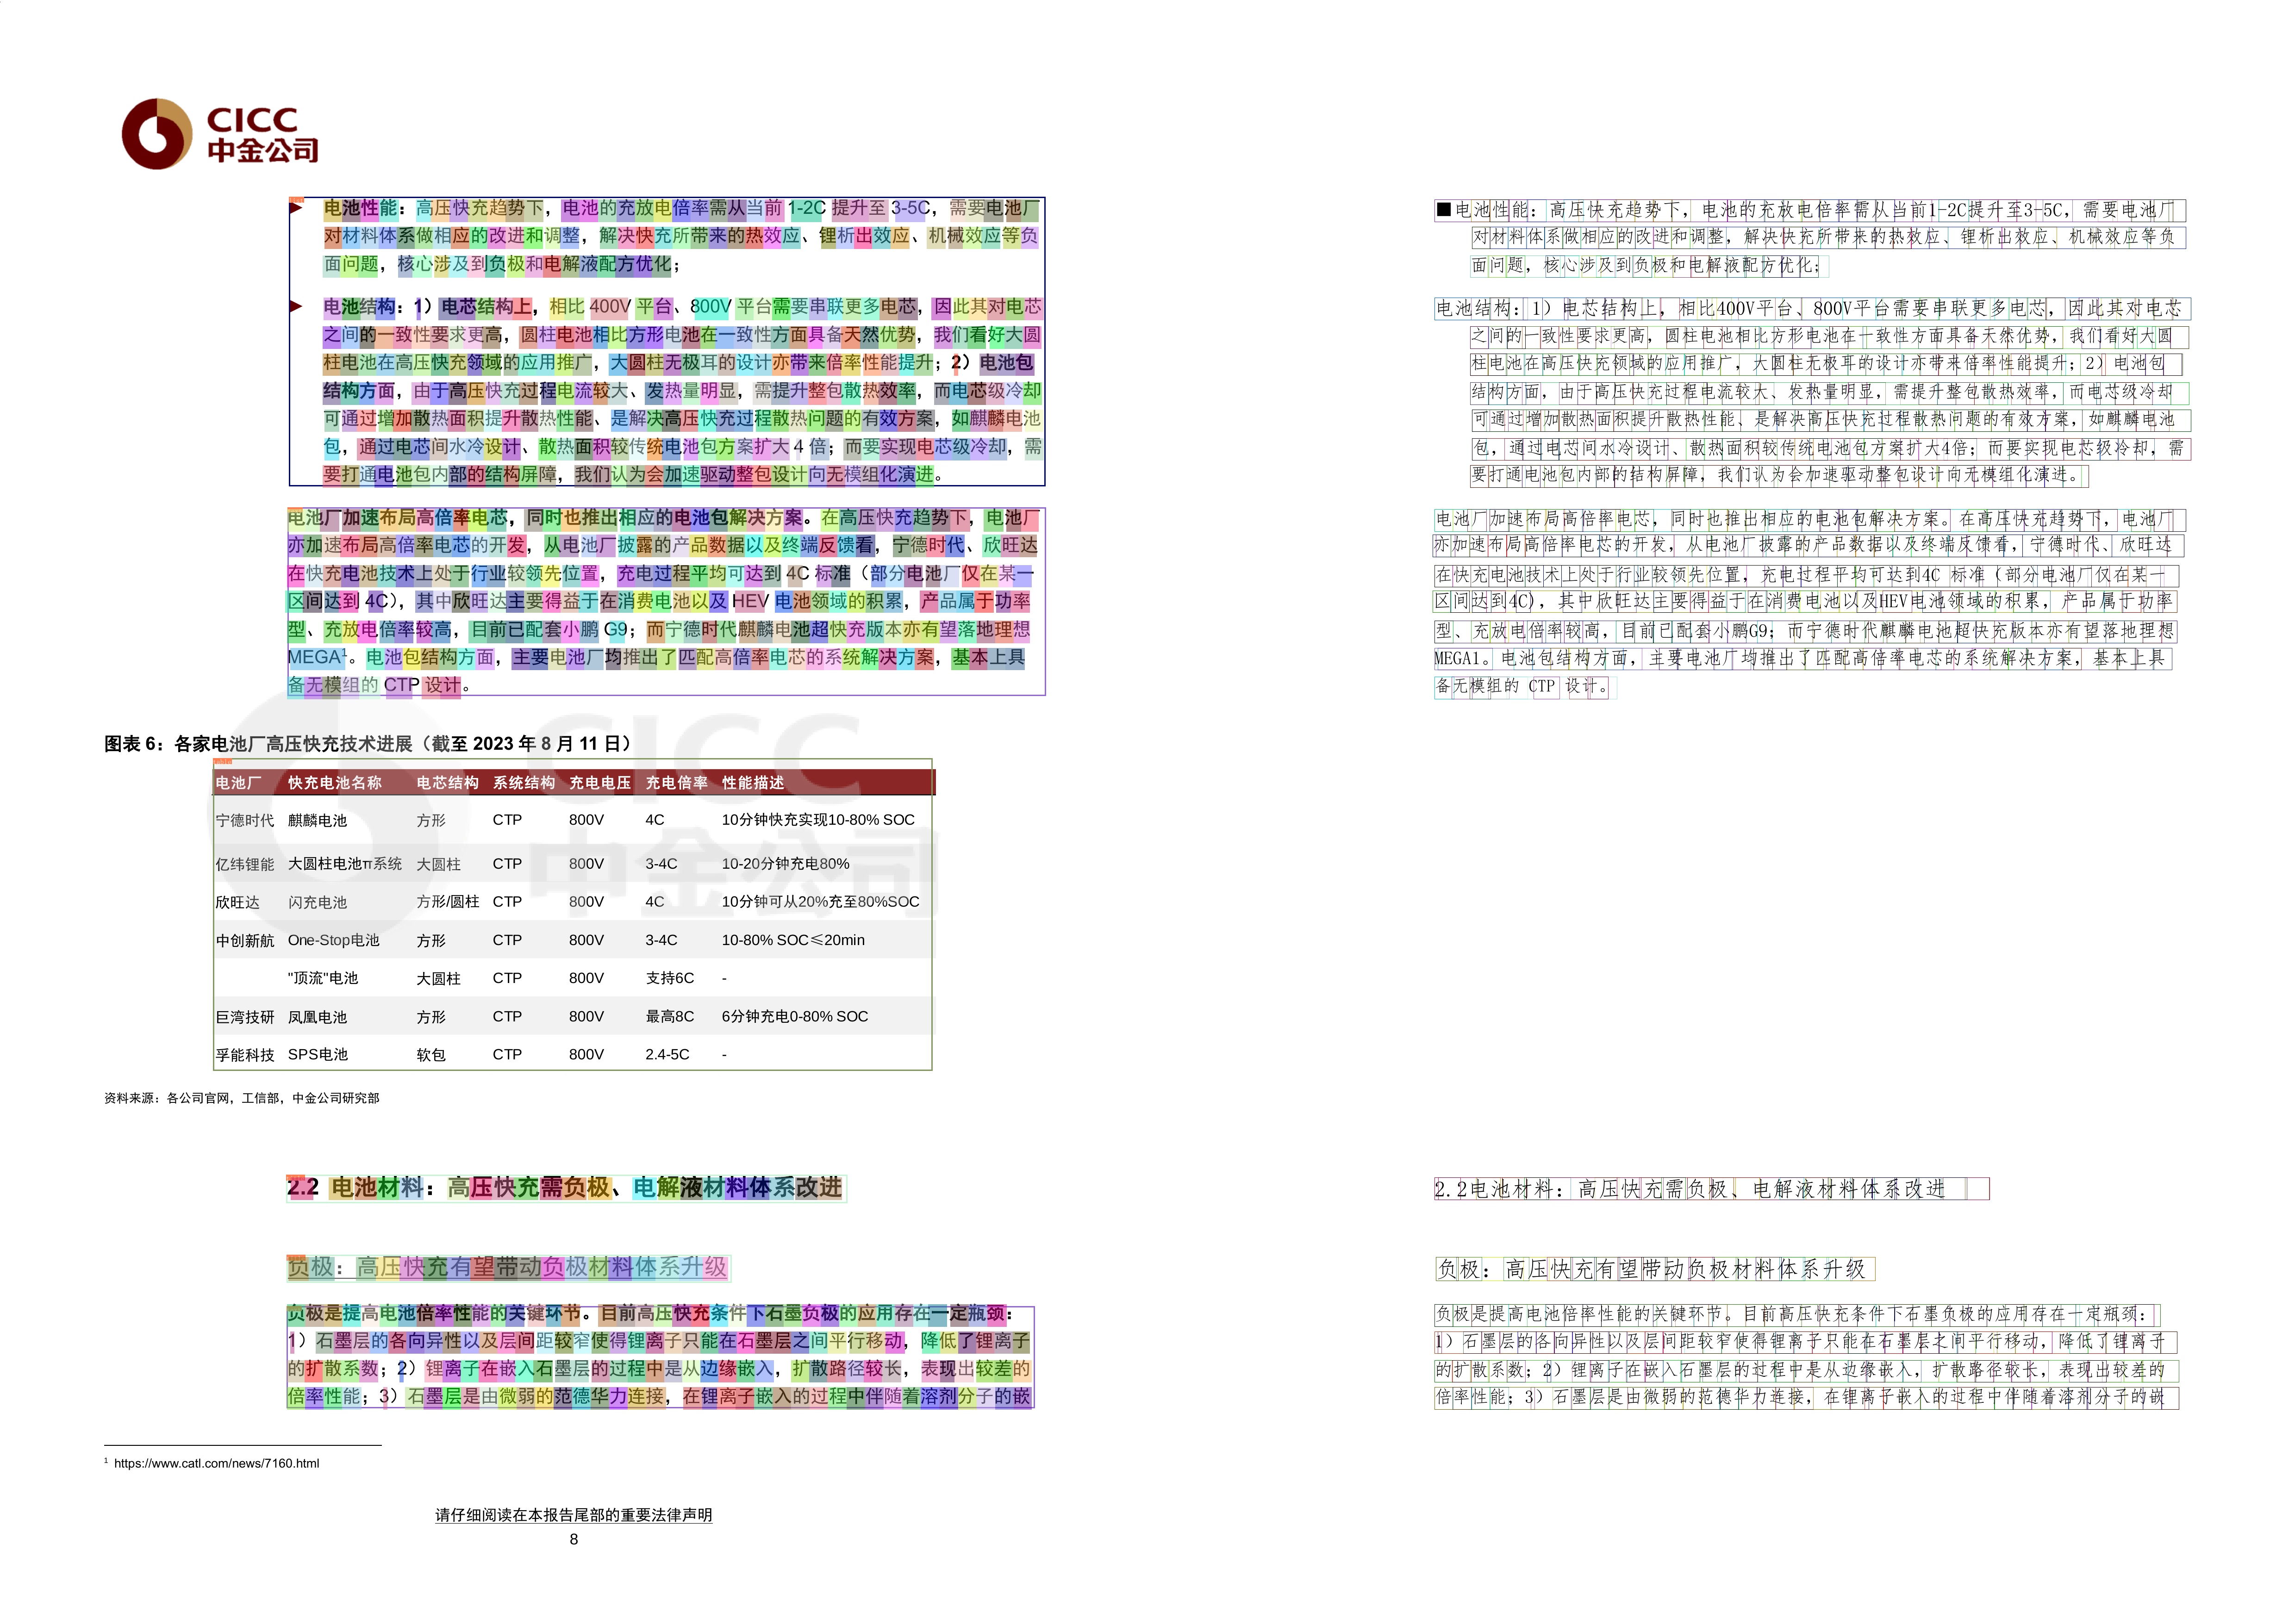 CICC
中金公司
电池性能：高压快充趋势下，电池的充放电倍率需从当前 1-2C 提升至 3-5C，需要电池厂
对材料体系做相应的改进和调整，解决快充所带来的热效应、锂析出效应、机械效应等负
面问题，核心涉及到负极和电解液配方优化；
电池结构：1）电芯结构上，相比 400V 平台、800V 平台需要串联更多电芯，因此其对电芯
之间的一致性要求更高，圆柱电池相比方形电池在一致性方面具备天然优势，我们看好大圆
柱电池在高压快充领域的应用推广，大圆柱无极耳的设计亦带来倍率性能提升；2）电池包
结构方面，由于高压快充过程电流较大、发热量明显，需提升整包散热效率，而电芯级冷却
可通过增加散热面积提升散热性能、是解决高压快充过程散热问题的有效方案，如麒麟电池
包，通过电芯间水冷设计、散热面积较传统电池包方案扩大 4 倍；而要实现电芯级冷却，需
要打通电池包内部的结构屏障，我们认为会加速驱动整包设计向无模组化演进。
电池厂加速布局高倍率电芯，同时也推出相应的电池包解决方案。在高压快充趋势下，电池厂
亦加速布局高倍率电芯的开发，从电池厂披露的产品数据以及终端反馈看，宁德时代、欣旺达
在快充电池技术上处于行业较领先位置，充电过程平均可达到 4C 标准（部分电池厂仅在某一
区间达到 4C），其中欣旺达主要得益于在消费电池以及 HEV 电池领域的积累，产品属于功率
型、充放电倍率较高，目前已配套小鹏 G9；而宁德时代麒麟电池超快充版本亦有望落地理想
MEGA1。电池包结构方面，主要电池厂均推出了匹配高倍率电芯的系统解决方案，基本上具
备无模组的 CTP 设计。
图表 6：各家电池厂高压快充技术进展（截至 2023 年 8 月 11 日）
电池厂 快充电池名称 电芯结构 系统结构 充电电压 充电倍率 性能描述
宁德时代 麒麟电池 方形 CTP 800V 4C 10分钟快充实现10-80% SOC
亿纬锂能 大圆柱电池π系统 大圆柱 CTP 800V 3-4C 10-20分钟充电80%
欣旺达 闪充电池 方形/圆柱 CTP 800V 4C 10分钟可从20%充至80%SOC
中创新航 One-Stop电池 方形 CTP 800V 3-4C 10-80% SOC≤20min
"顶流"电池 大圆柱 CTP 800V 支持6C -
巨湾技研 凤凰电池 方形 CTP 800V 最高8C 6分钟充电0-80% SOC
孚能科技 SPS电池 软包 CTP 800V 2.4-5C -
CICC
中金公司
资料来源：各公司官网，工信部，中金公司研究部
2.2 电池材料：高压快充需负极、电解液材料体系改进
负极：高压快充有望带动负极材料体系升级
负极是提高电池倍率性能的关键环节。目前高压快充条件下石墨负极的应用存在一定瓶颈：
1）石墨层的各向异性以及层间距较窄使得锂离子只能在石墨层之间平行移动，降低了锂离子
的扩散系数；2）锂离子在嵌入石墨层的过程中是从边缘嵌入，扩散路径较长，表现出较差的
倍率性能；3）石墨层是由微弱的范德华力连接，在锂离子嵌入的过程中伴随着溶剂分子的嵌
1 https://www.catl.com/news/7160.html
请仔细阅读在本报告尾部的重要法律声明
8
■电池性能：高压快充趋势下，电池的充放电倍率需从当前1-2C提升至3-5C，需要电池厂
对材料体系做相应的改进和调整，解决快充所带来的热效应、锂析出效应、机械效应等负
面问题，核心涉及到负极和电解液配方优化；
电池结构：1）电芯结构上，相比400V平台、800V平台需要串联更多电芯，因此其对电芯
之间的一致性要求更高，圆柱电池相比方形电池在一致性方面具备天然优势，我们看好大圆
柱电池在高压快充领域的应用推广，大圆柱无极耳的设计亦带来倍率性能提升；2）电池包
结构方面，由于高压快充过程电流较大、发热量明显，需提升整包散热效率，而电芯级冷却
可通过增加散热面积提升散热性能、是解决高压快充过程散热问题的有效方案，如麒麟电池
包，通过电芯间水冷设计、散热面积较传统电池包方案扩大4倍；而要实现电芯级冷却，需
要打通电池包内部的结构屏障，我们认为会加速驱动整包设计向无模组化演进。
电池厂加速布局高倍率电芯，同时也推出相应的电池包解决方案。在高压快充趋势下，电池厂
亦加速布局高倍率电芯的开发，从电池厂披露的产品数据以及终端反馈看，宁德时代、欣旺达
在快充电池技术上处于行业较领先位置，充电过程平均可达到4C 标准（部分电池厂仅在某一
区间达到4C），其中欣旺达主要得益于在消费电池以及HEV电池领域的积累，产品属于功率
型、充放电倍率较高，目前已配套小鹏G9；而宁德时代麒麟电池超快充版本亦有望落地理想
MEGA1。电池包结构方面，主要电池厂均推出了匹配高倍率电芯的系统解决方案，基本上具
备无模组的 CTP 设计。
2.2电池材料：高压快充需负极、电解液材料体系改进
负极：高压快充有望带动负极材料体系升级
负极是提高电池倍率性能的关键环节。目前高压快充条件下石墨负极的应用存在一定瓶颈：
1）石墨层的各向异性以及层间距较窄使得锂离子只能在石墨层之间平行移动，降低了锂离子
的扩散系数；2）锂离子在嵌入石墨层的过程中是从边缘嵌入，扩散路径较长，表现出较差的
倍率性能；3）石墨层是由微弱的范德华力连接，在锂离子嵌入的过程中伴随着溶剂分子的嵌